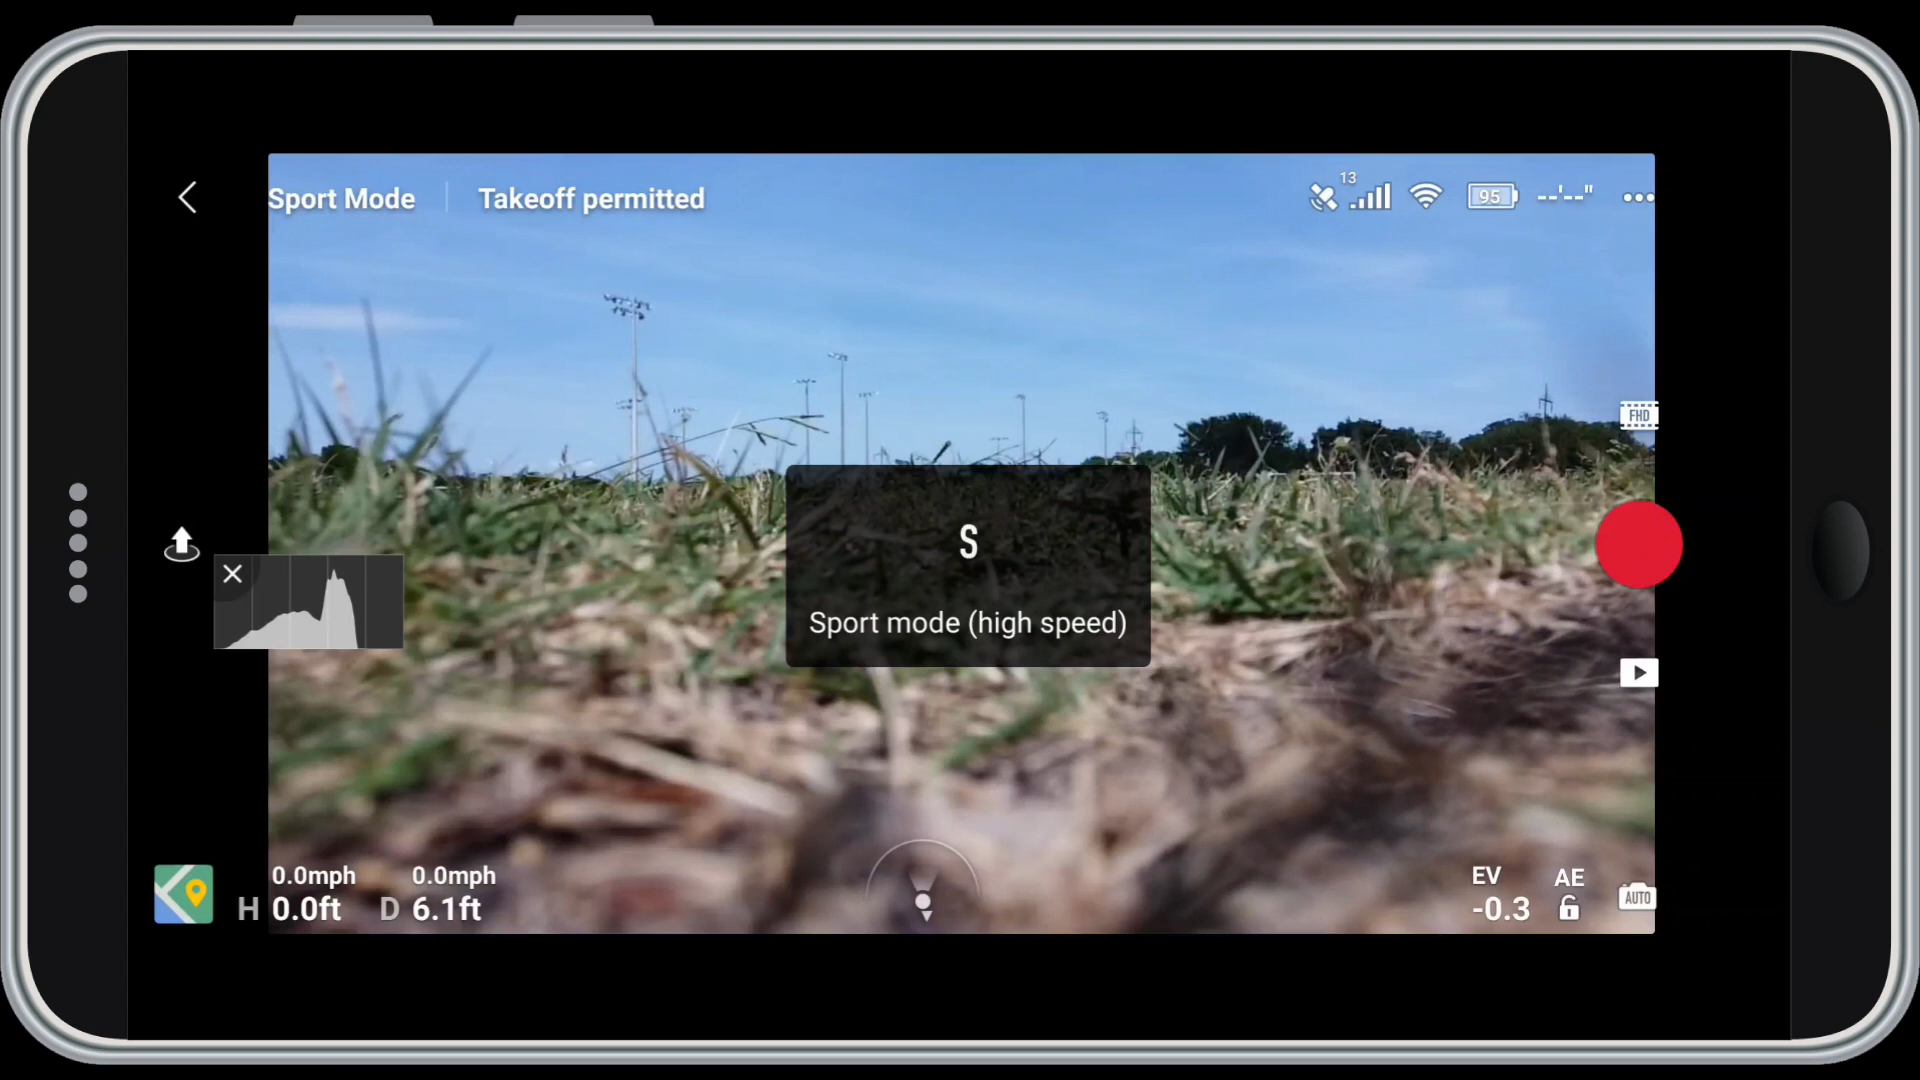 Sport Mode
Takeoff permitted
13
95
--'--"
FHD
S
Sport mode (high speed)
0.0mph
0.0mph
H 0.0ft
D 6.1ft
EV
-0.3
AE
AUTO